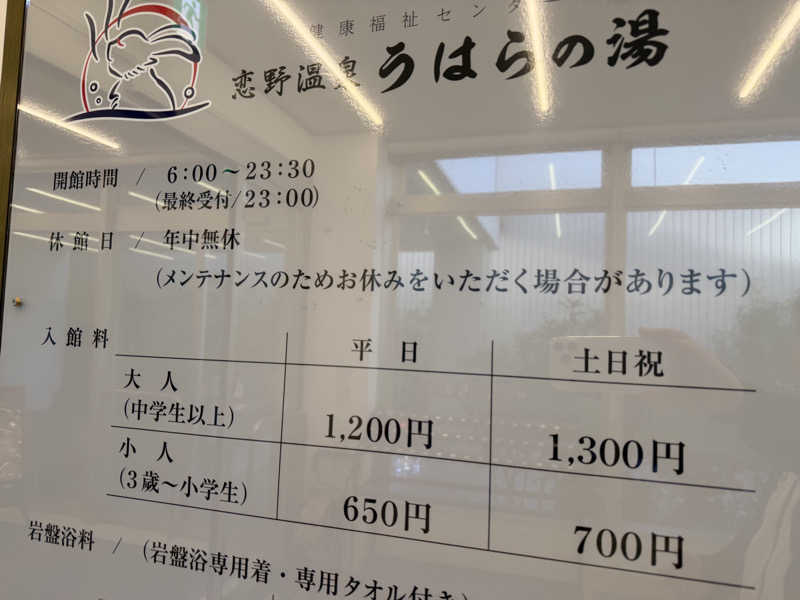 健康福祉センター
恋野温泉 うはらの湯
開館時間 / 6:00～23:30
(最終受付/23:00)
休館日 / 年中無休
(メンテナンスのためお休みをいただく場合があります)
入館料
平日 土日祝
大人
(中学生以上) 1,200円 1,300円
小人
(3歳～小学生) 650円 700円
岩盤浴料 / (岩盤浴専用着・専用タオル付き)